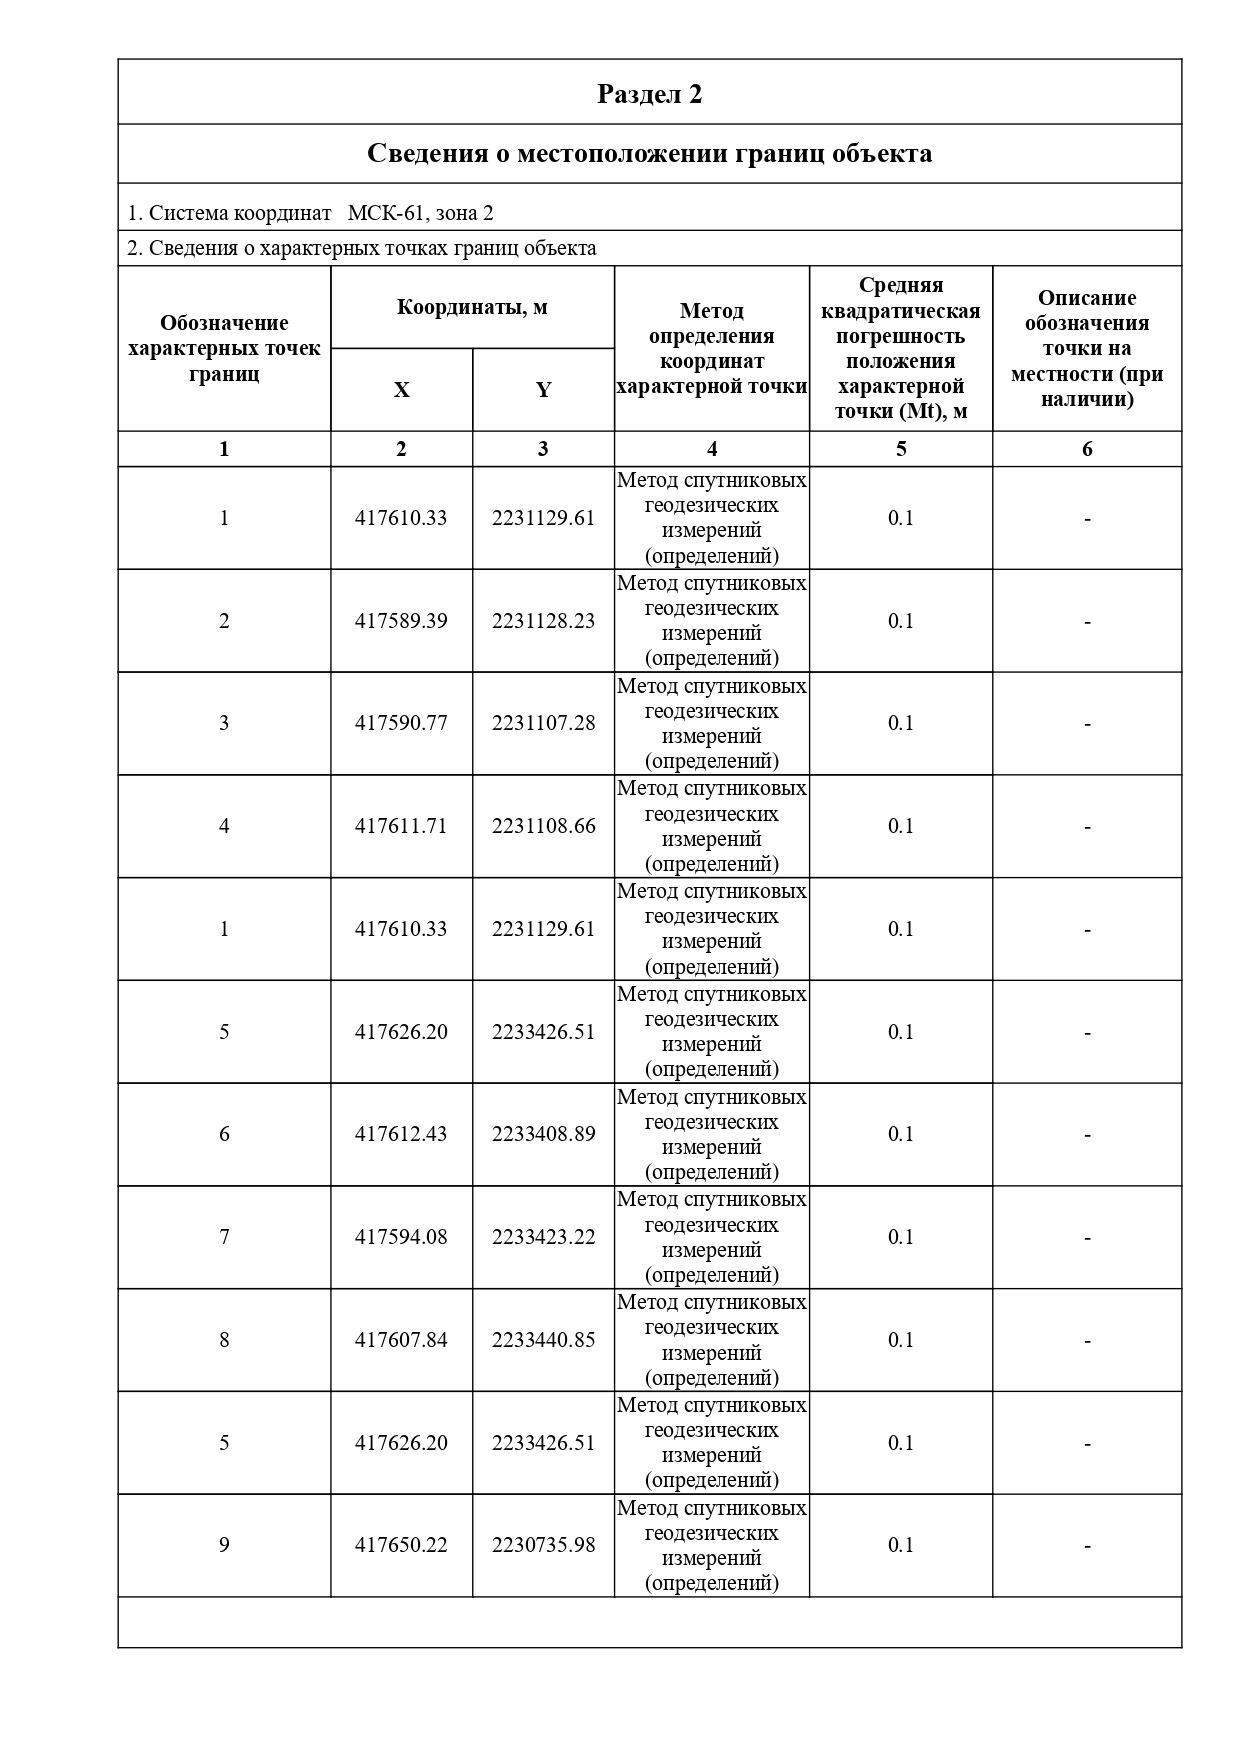 Раздел 2
Сведения о местоположении границ объекта
1. Система координат МСК-61, зона 2
2. Сведения о характерных точках границ объекта
Обозначение
характерных точек
границ
Координаты, м
X
Y
Метод
определения
координат
характерной точки
Средняя
квадратическая
погрешность
положения
характерной
точки (Mt), м
Описание
обозначения
точки на
местности (при
наличии)
1 2 3 4 5 6
1 417610.33 2231129.61
Метод спутниковых
геодезических
измерений
(определений)
0.1 -
2 417589.39 2231128.23
Метод спутниковых
геодезических
измерений
(определений)
0.1 -
3 417590.77 2231107.28
Метод спутниковых
геодезических
измерений
(определений)
0.1 -
4 417611.71 2231108.66
Метод спутниковых
геодезических
измерений
(определений)
0.1 -
1 417610.33 2231129.61
Метод спутниковых
геодезических
измерений
(определений)
0.1 -
5 417626.20 2233426.51
Метод спутниковых
геодезических
измерений
(определений)
0.1 -
6 417612.43 2233408.89
Метод спутниковых
геодезических
измерений
(определений)
0.1 -
7 417594.08 2233423.22
Метод спутниковых
геодезических
измерений
(определений)
0.1 -
8 417607.84 2233440.85
Метод спутниковых
геодезических
измерений
(определений)
0.1 -
5 417626.20 2233426.51
Метод спутниковых
геодезических
измерений
(определений)
0.1 -
9 417650.22 2230735.98
Метод спутниковых
геодезических
измерений
(определений)
0.1 -